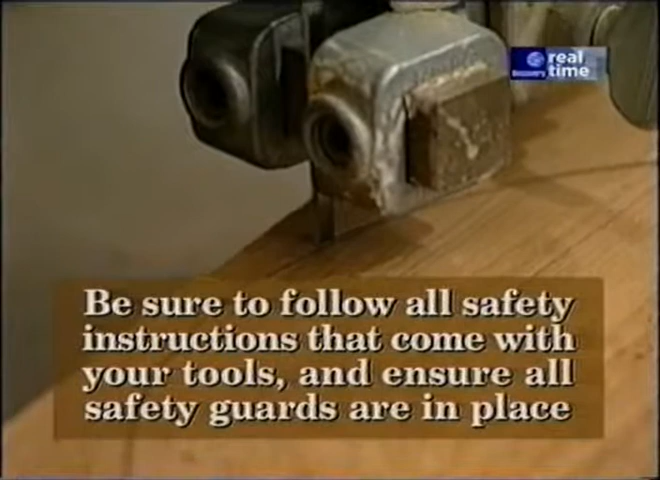 Discovery
real
time
Be sure to follow all safety
instructions that come with
your tools, and ensure all
safety guards are in place